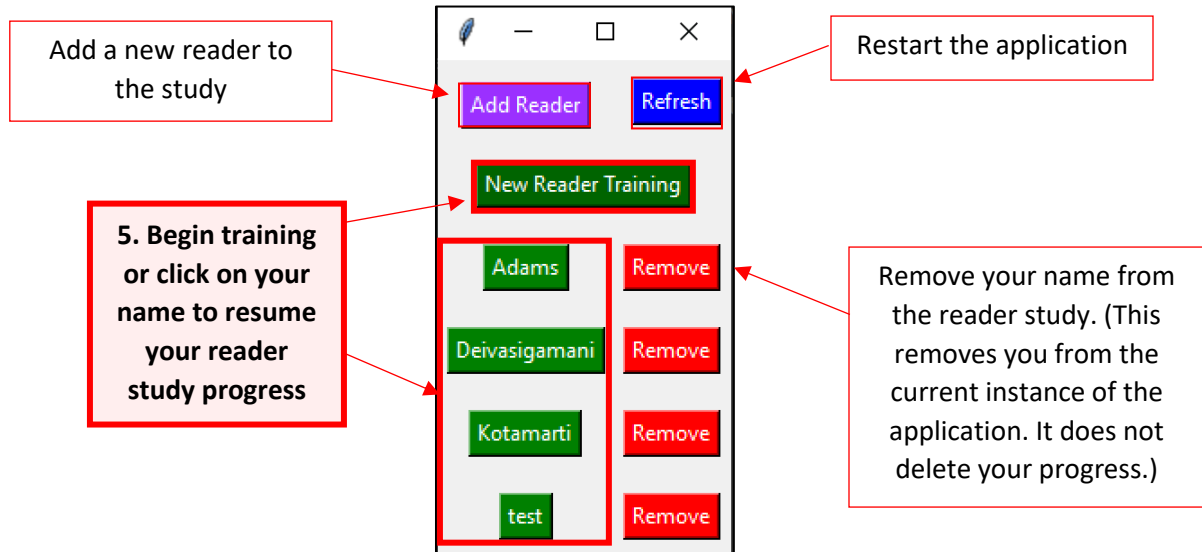 Add a new reader to
the study
Restart the application
Add Reader
Refresh
New Reader Training
5. Begin training
or click on your
name to resume
your reader
study progress
Adams
Remove
Deivasigamani
Remove
Kotamarti
Remove
test
Remove
Remove your name from
the reader study. (This
removes you from the
current instance of the
application. It does not
delete your progress.)